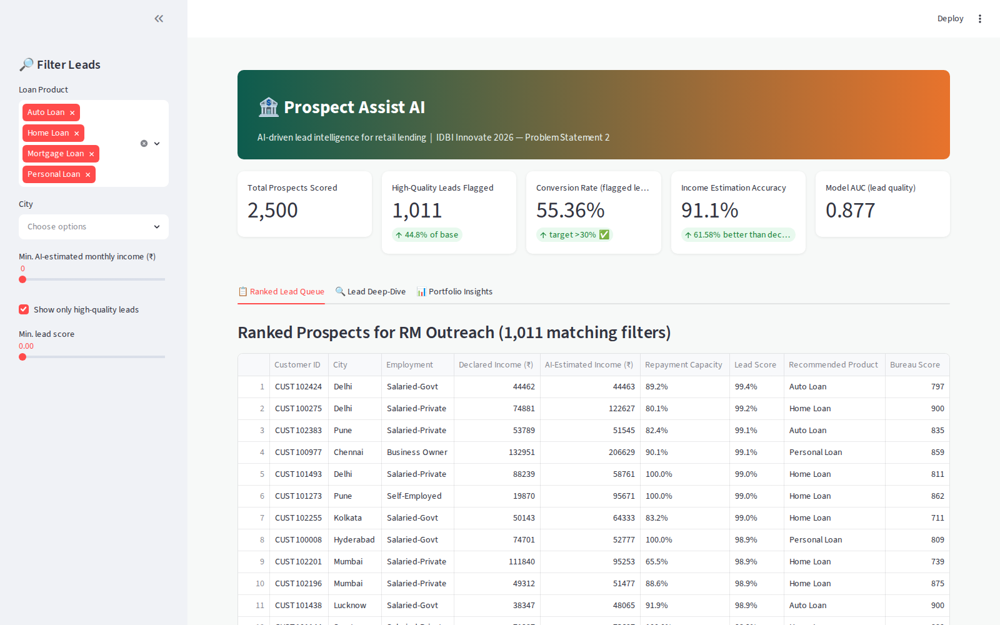 Deploy
🔎 Filter Leads
Loan Product
Auto Loan ×
Home Loan ×
Mortgage Loan ×
Personal Loan ×
City
Choose options
Min. AI-estimated monthly income (₹)
0
Show only high-quality leads
Min. lead score
0.00
🏦 Prospect Assist AI
AI-driven lead intelligence for retail lending | IDBI Innovate 2026 — Problem Statement 2
Total Prospects Scored
2,500
High-Quality Leads Flagged
1,011
↑ 44.8% of base
Conversion Rate (flagged le…
55.36%
↑ target >30% ✅
Income Estimation Accuracy
91.1%
↑ 61.58% better than dec…
Model AUC (lead quality)
0.877
📋 Ranked Lead Queue 🔍 Lead Deep-Dive 📊 Portfolio Insights
Ranked Prospects for RM Outreach (1,011 matching filters)
Customer ID City Employment Declared Income (₹) AI-Estimated Income (₹) Repayment Capacity Lead Score Recommended Product Bureau Score
1 CUST102424 Delhi Salaried-Govt 44462 44463 89.2% 99.4% Auto Loan 797
2 CUST100275 Delhi Salaried-Private 74881 122627 80.1% 99.2% Home Loan 900
3 CUST102383 Pune Salaried-Private 53789 51545 82.4% 99.1% Auto Loan 835
4 CUST100977 Chennai Business Owner 132951 206629 90.1% 99.1% Personal Loan 859
5 CUST101493 Delhi Salaried-Private 88239 58761 100.0% 99.0% Home Loan 811
6 CUST101273 Pune Self-Employed 19870 95671 100.0% 99.0% Home Loan 862
7 CUST102255 Kolkata Salaried-Govt 50143 64333 83.2% 99.0% Home Loan 711
8 CUST100008 Hyderabad Salaried-Govt 74701 52777 100.0% 98.9% Personal Loan 809
9 CUST102201 Mumbai Salaried-Private 111840 95253 65.5% 98.9% Home Loan 739
10 CUST102196 Mumbai Salaried-Private 49312 51477 88.6% 98.9% Home Loan 875
11 CUST101438 Lucknow Salaried-Govt 38347 48065 91.9% 98.9% Auto Loan 900